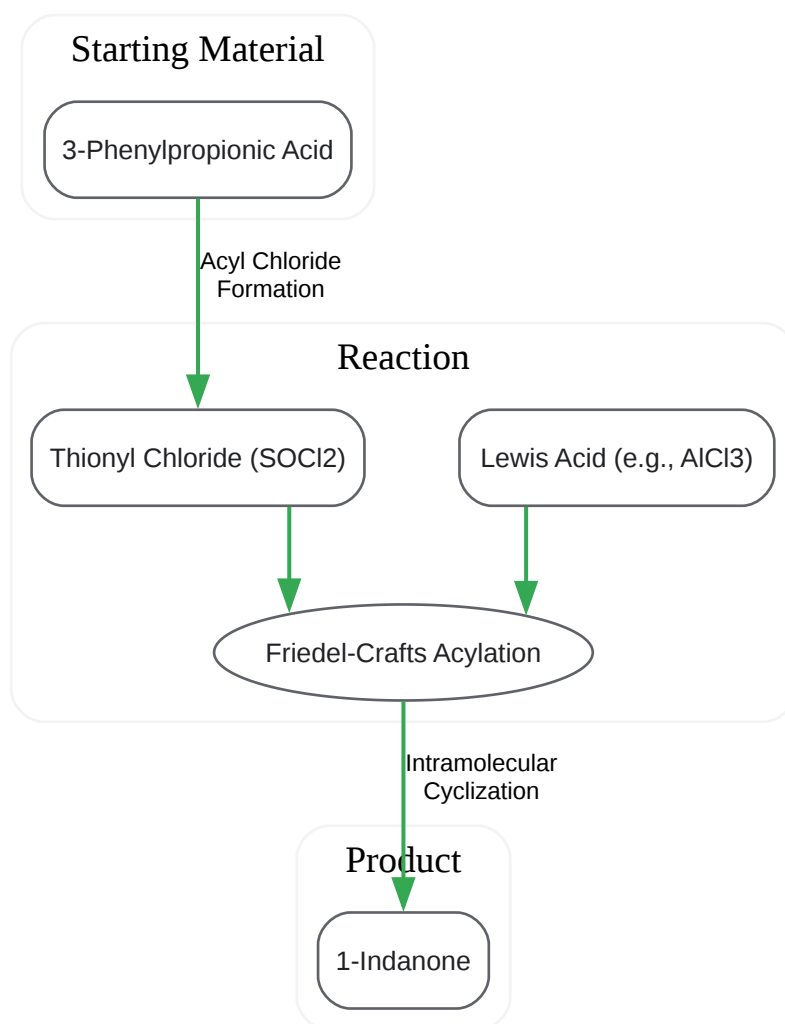 Starting Material
3-Phenylpropionic Acid
Acyl Chloride
Formation
Reaction
Thionyl Chloride (SOCl2)
Lewis Acid (e.g., AlCl3)
Friedel-Crafts Acylation
Intramolecular
Cyclization
Product
1-Indanone